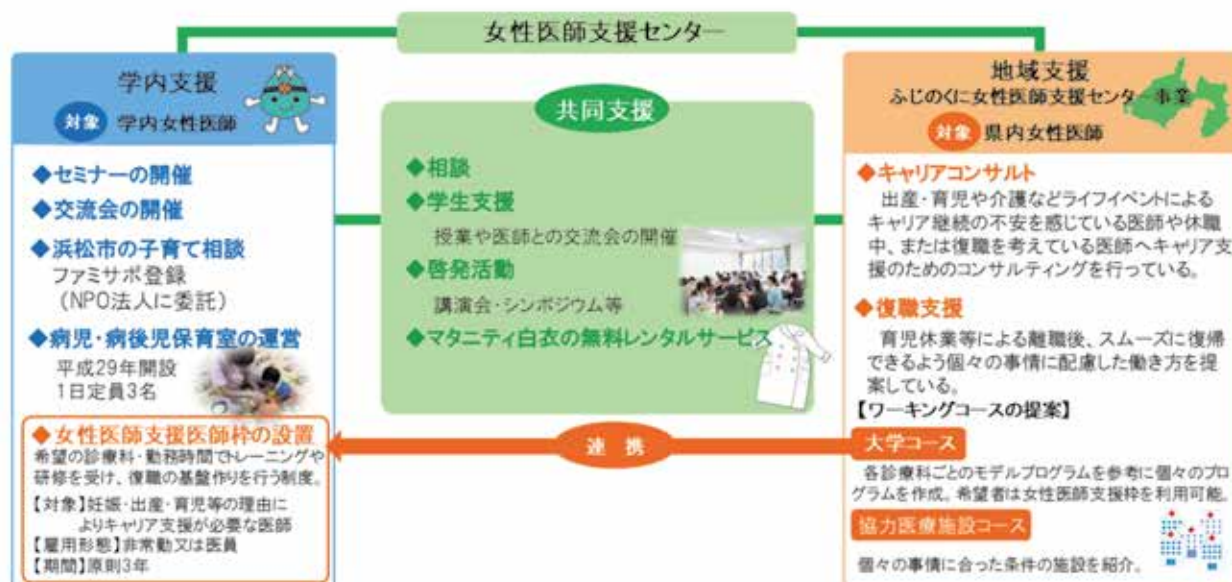 女性医師支援センター
学内支援
対象 学内女性医師
◆セミナーの開催
◆交流会の開催
◆浜松市の子育て相談
ファミサポ登録
（NPO法人に委託）
◆病児・病後児保育室の運営
平成29年開設
1日定員3名
◆女性医師支援医師枠の設置
希望の診療科・勤務時間でトレーニングや
研修を受け、復職の基盤作りを行う制度。
【対象】妊娠・出産・育児等の理由に
よりキャリア支援が必要な医師
【雇用形態】非常勤又は医員
【期間】原則3年
共同支援
◆相談
◆学生支援
授業や医師との交流会の開催
◆啓発活動
講演会・シンポジウム等
◆マタニティ白衣の無料レンタルサービス
連携
地域支援
ふじのくに女性医師支援センター事業
対象 県内女性医師
◆キャリアコンサルト
出産・育児や介護などライフイベントによる
キャリア継続の不安を感じている医師や休職
中、または復職を考えている医師へキャリア支
援のためのコンサルティングを行っている。
◆復職支援
育児休業等による離職後、スムーズに復帰
できるよう個々の事情に配慮した働き方を提
案している。
【ワーキングコースの提案】
大学コース
各診療科ごとのモデルプログラムを参考に個々のプロ
グラムを作成。希望者は女性医師支援枠を利用可能。
協力医療施設コース
個々の事情に合った条件の施設を紹介。